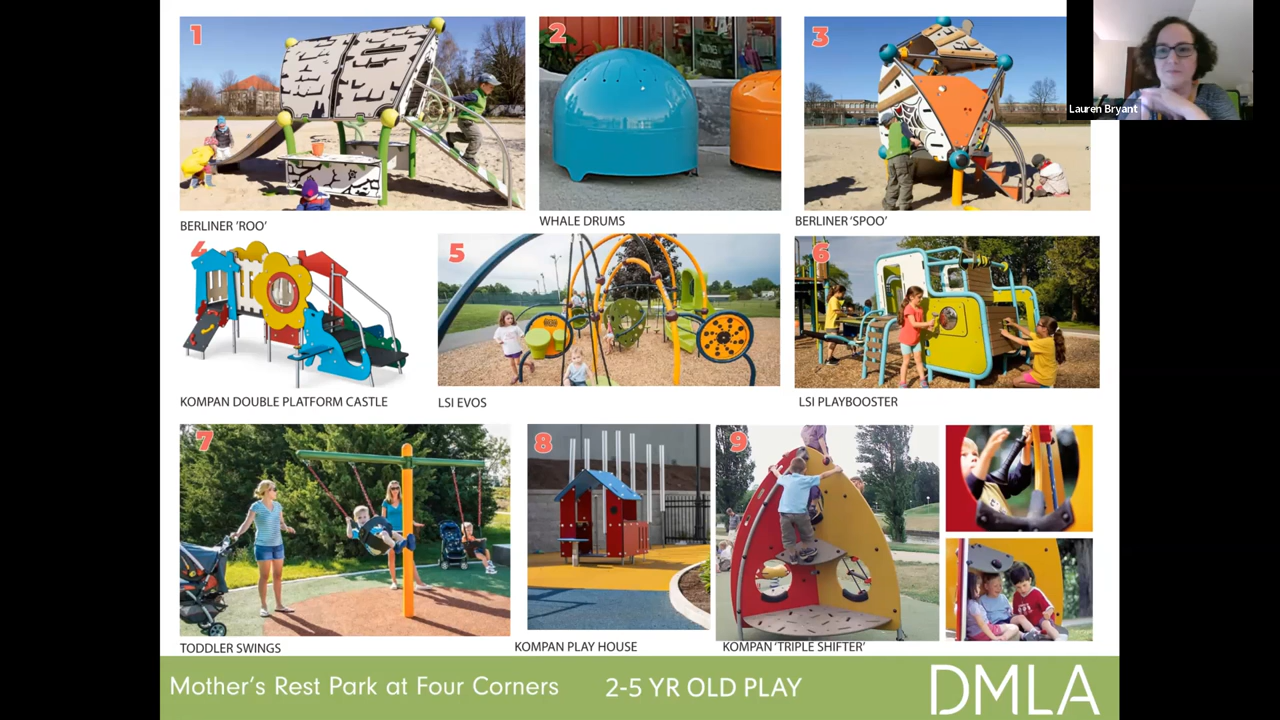 1
2
3
Lauren Bryant
BERLINER 'ROO'
WHALE DRUMS
BERLINER 'SPOO'
4
5
6
KOMPAN DOUBLE PLATFORM CASTLE
LSI EVOS
LSI PLAYBOOSTER
7
8
9
TODDLER SWINGS
KOMPAN PLAY HOUSE
KOMPAN 'TRIPLE SHIFTER'
Mother's Rest Park at Four Corners
2-5 YR OLD PLAY
DMLA